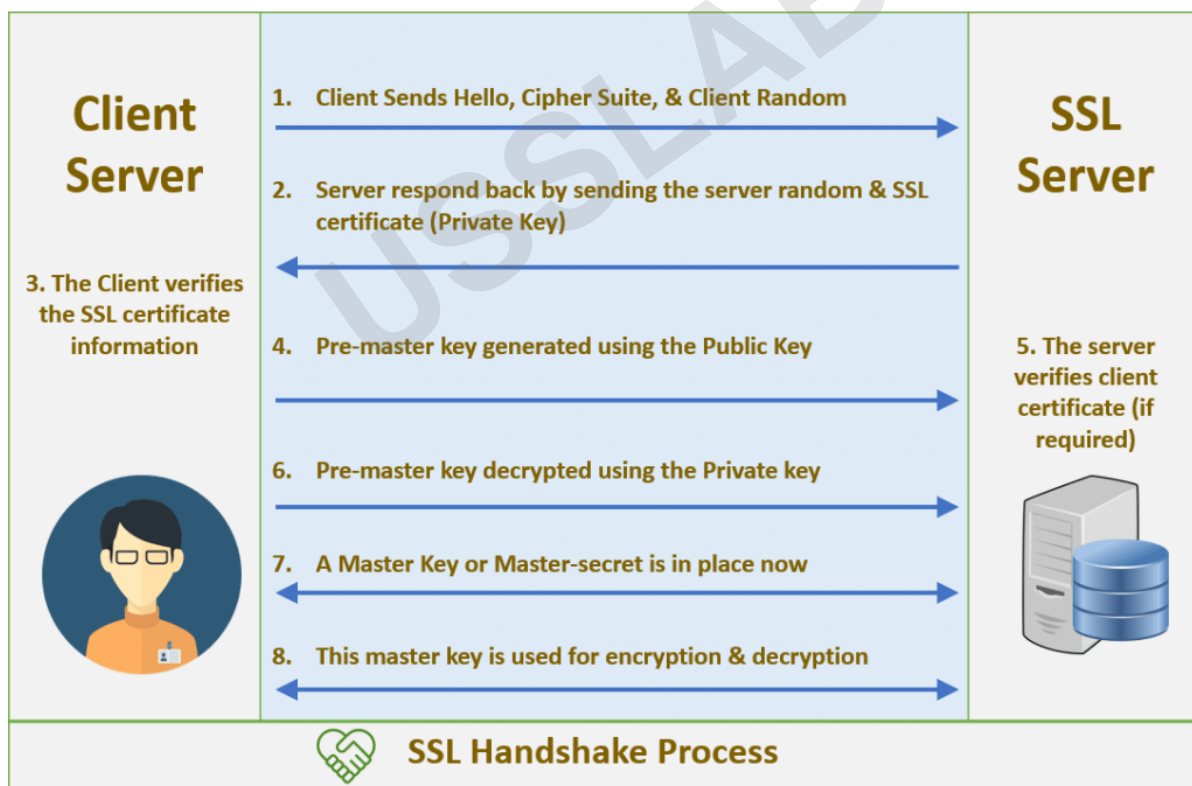 Client
Server
1. Client Sends Hello, Cipher Suite, & Client Random
SSL
Server
2. Server respond back by sending the server random & SSL
certificate (Private Key)
3. The Client verifies
the SSL certificate
information
4. Pre-master key generated using the Public Key
5. The server
verifies client
certificate (if
required)
6. Pre-master key decrypted using the Private key
7. A Master Key or Master-secret is in place now
8. This master key is used for encryption & decryption
SSL Handshake Process
USSLAB